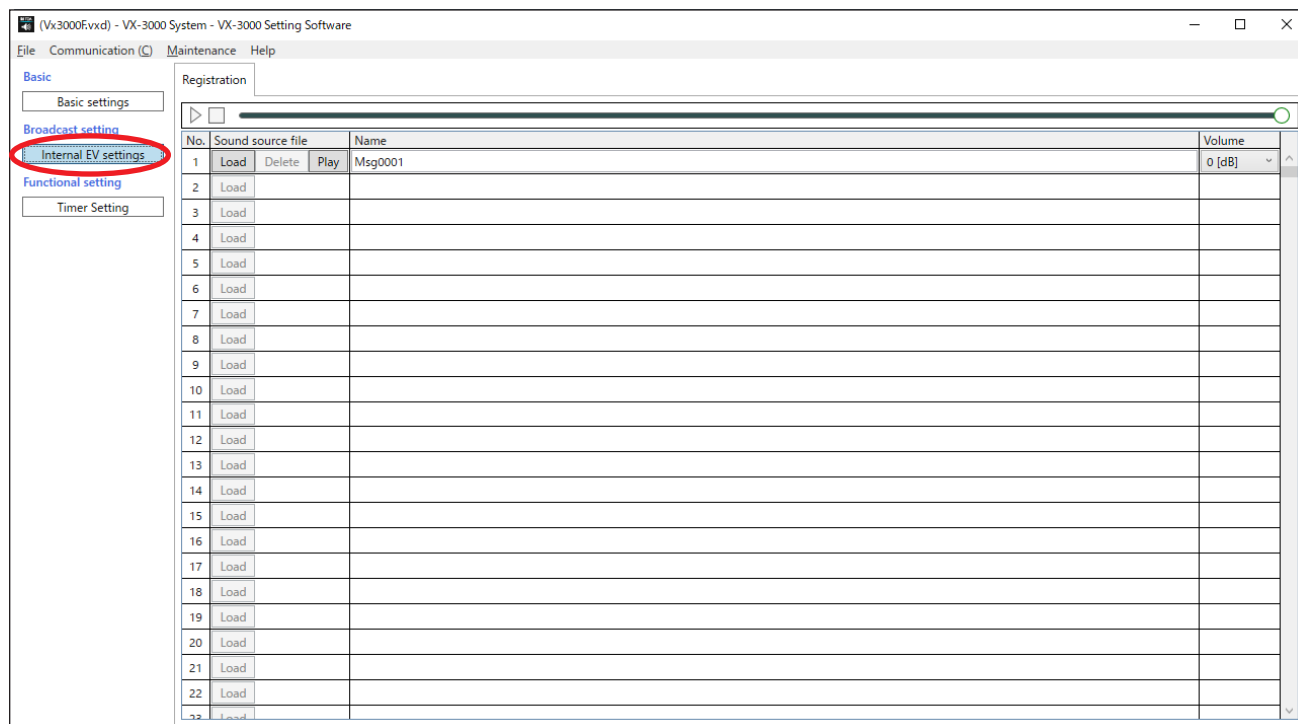 (Vx3000F.vxd) - VX-3000 System - VX-3000 Setting Software
File Communication (C) Maintenance Help
Basic
Basic settings
Broadcast setting
Internal EV settings
Functional setting
Timer Setting
Registration
No. Sound source file Name Volume
1 Load Delete Play Msg0001 0 [dB]
2 Load
3 Load
4 Load
5 Load
6 Load
7 Load
8 Load
9 Load
10 Load
11 Load
12 Load
13 Load
14 Load
15 Load
16 Load
17 Load
18 Load
19 Load
20 Load
21 Load
22 Load
23 Load